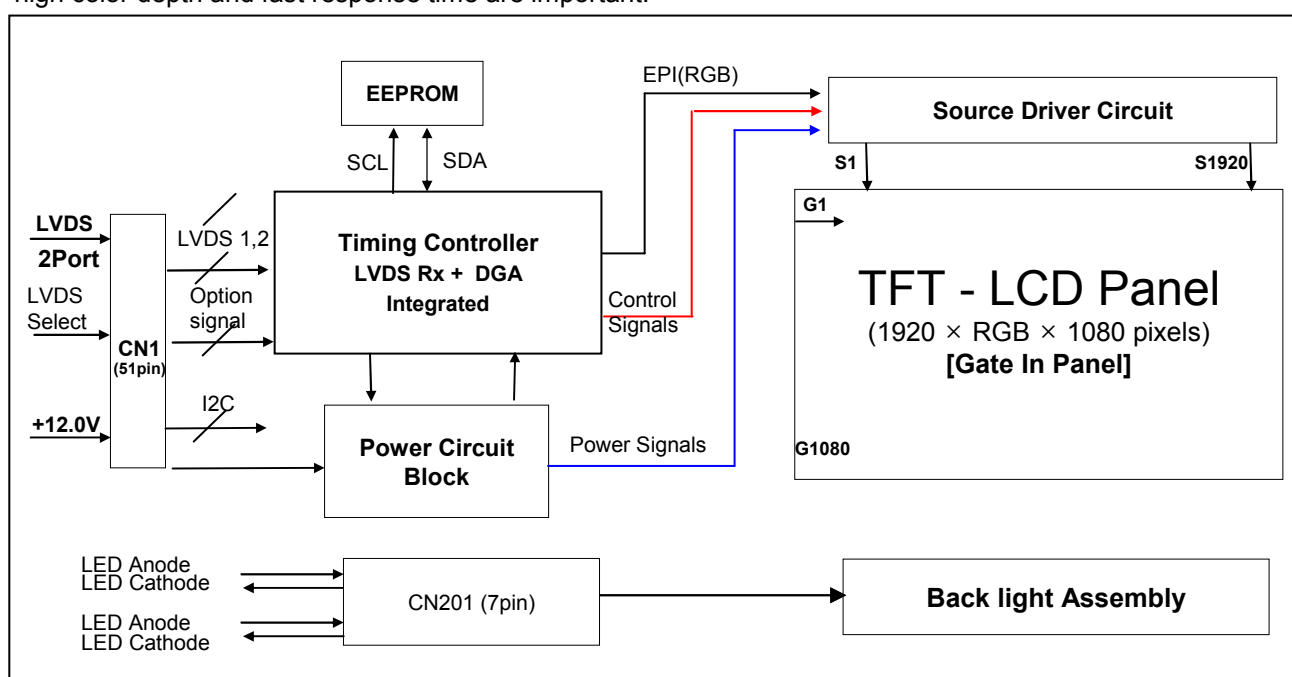 high color depth and fast response time are important.
EEPROM
SCL
SDA
EPI(RGB)
Source Driver Circuit
S1
S1920
LVDS
2Port
LVDS
Select
+12.0V
CN1
(51pin)
LVDS 1,2
Option
signal
I2C
Timing Controller
LVDS Rx + DGA
Integrated
Control
Signals
Power Circuit
Block
Power Signals
G1
TFT - LCD Panel
(1920 × RGB × 1080 pixels)
[Gate In Panel]
G1080
LED Anode
LED Cathode
LED Anode
LED Cathode
CN201 (7pin)
Back light Assembly